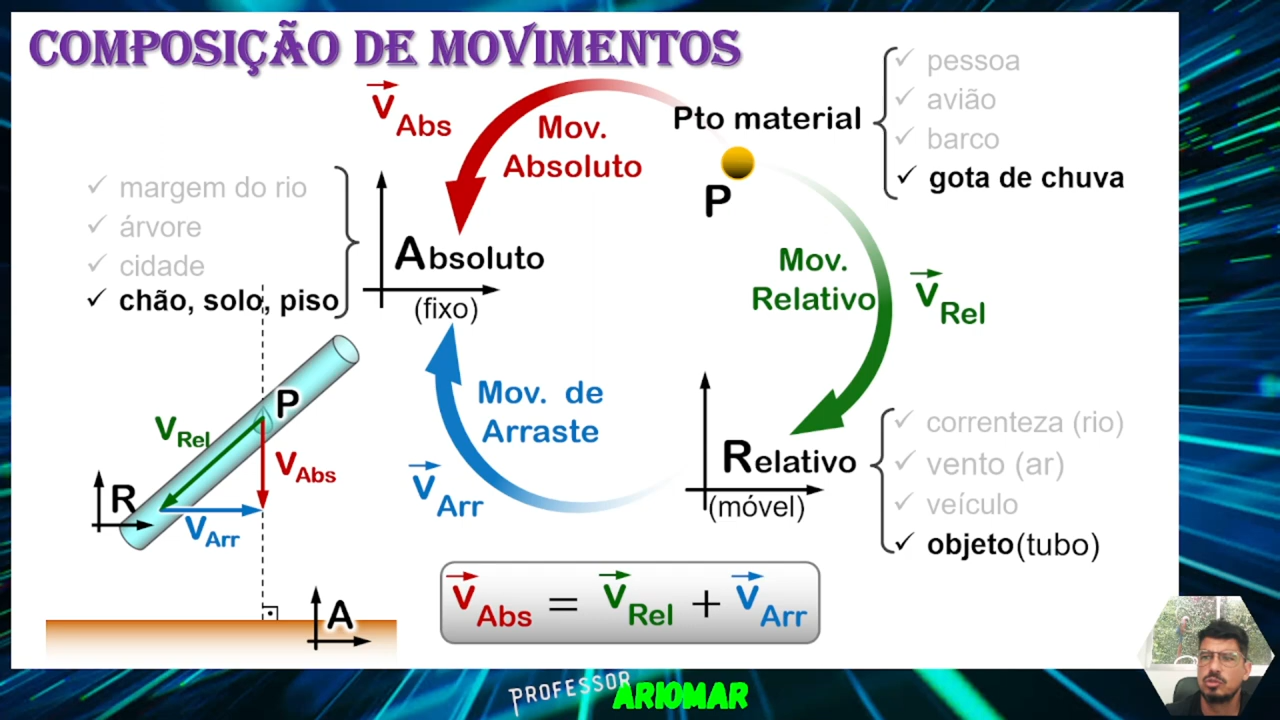 COMPOSIÇÃO DE MOVIMENTOS
V Abs
Mov.
Absoluto
Pto material
P
✓ pessoa
✓ avião
✓ barco
✓ gota de chuva
✓ margem do rio
✓ árvore
✓ cidade
✓ chão, solo, piso
Absoluto
(fixo)
Mov.
Relativo
V Rel
Mov. de
Arraste
V Arr
Relativo
(móvel)
✓ correnteza (rio)
✓ vento (ar)
✓ veículo
✓ objeto (tubo)
P
V Rel
V Abs
R
V Arr
A
V Abs = V Rel + V Arr
PROFESSOR ARIOMAR